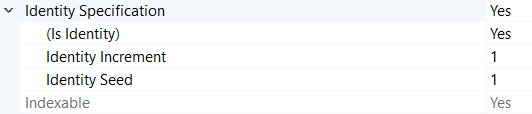 Identity Specification Yes
(Is Identity) Yes
Identity Increment 1
Identity Seed 1
Indexable Yes